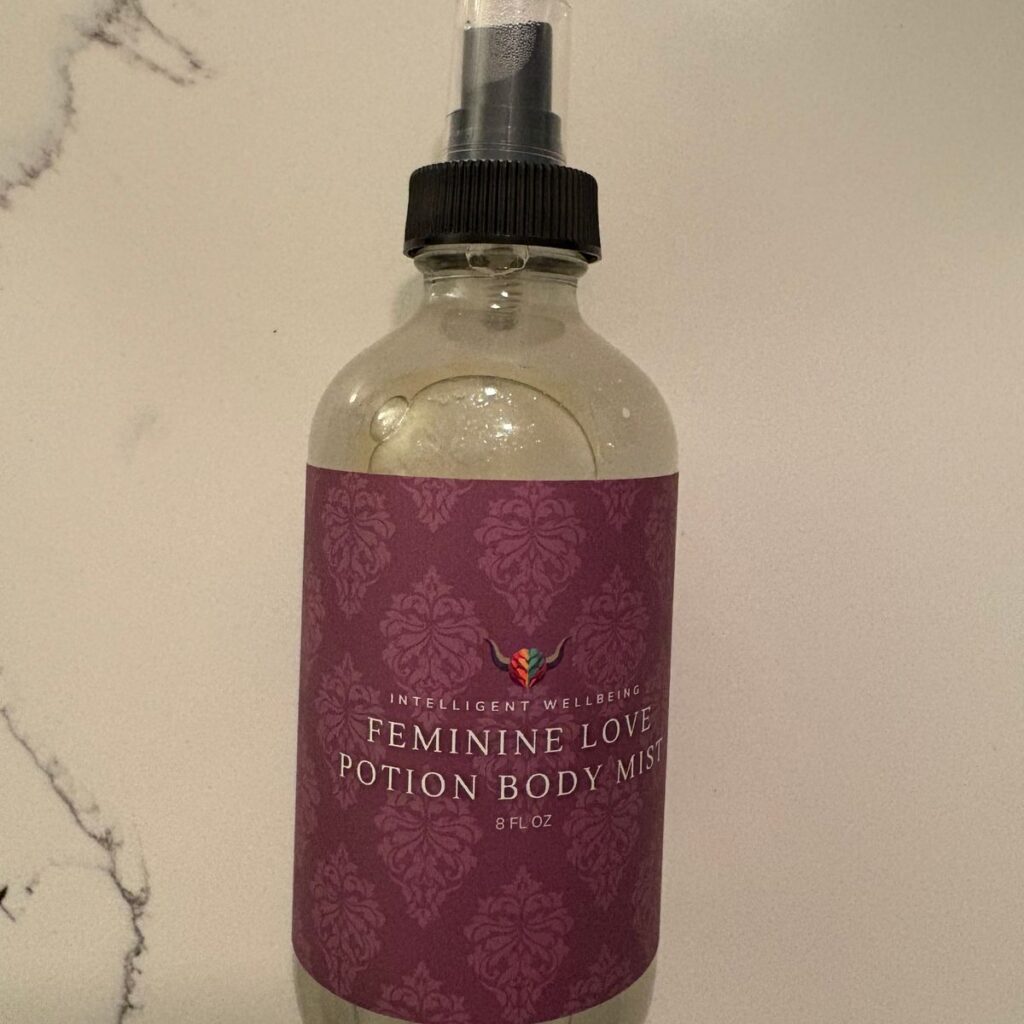 INTELLIGENT WELLBEING
FEMININE LOVE
POTION BODY MIST
8 FL OZ